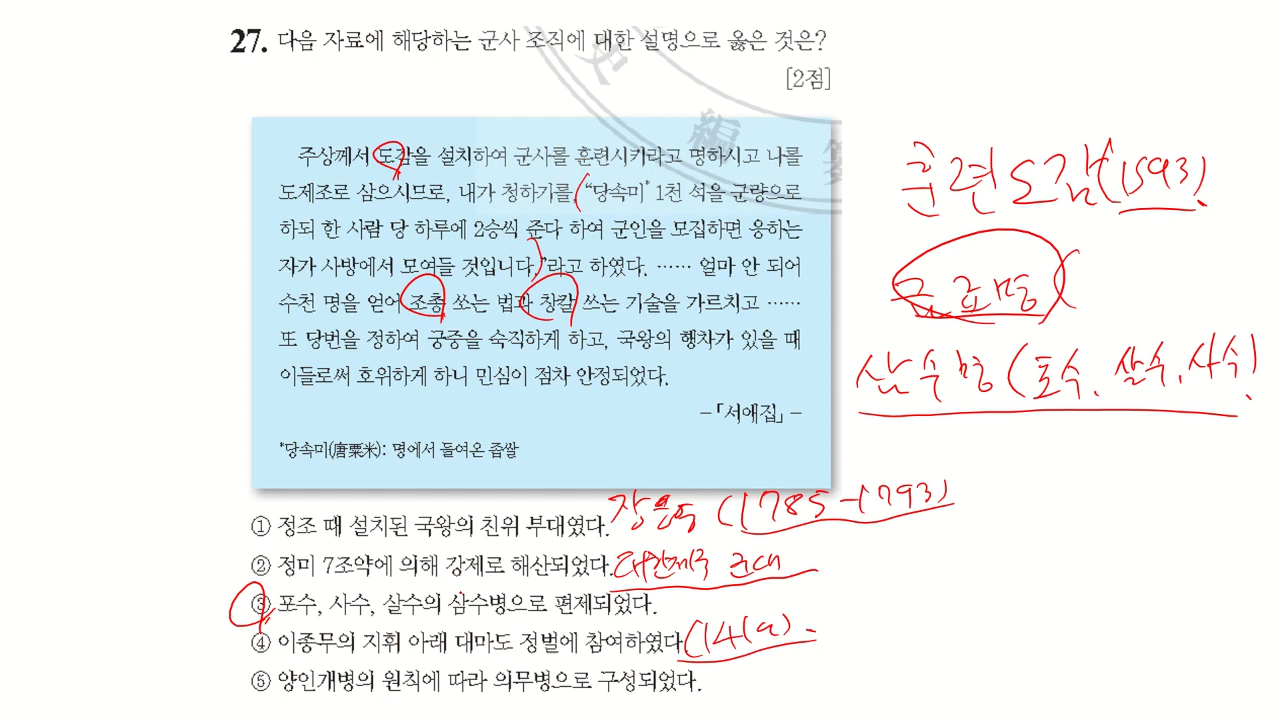 27. 다음 자료에 해당하는 군사 조직에 대한 설명으로 옳은 것은?
[2점]
주상께서 도감을 설치하여 군사를 훈련시키라고 명하시고 나를
도제조로 삼으시므로, 내가 청하기를, “당속미* 1천 석을 군량으로
하되 한 사람 당 하루에 2승씩 준다 하여 군인을 모집하면 응하는
자가 사방에서 모여들 것입니다.”라고 하였다. …… 얼마 안 되어
수천 명을 얻어 조총 쏘는 법과 창칼 쓰는 기술을 가르치고 ……
또 당번을 정하여 궁중을 숙직하게 하고, 국왕의 행차가 있을 때
이들로써 호위하게 하니 민심이 점차 안정되었다.
－「서애집」－
*당속미(唐粟米): 명에서 들여온 좁쌀
① 정조 때 설치된 국왕의 친위 부대였다.
② 정미 7조약에 의해 강제로 해산되었다.
③ 포수, 사수, 살수의 삼수병으로 편제되었다.
④ 이종무의 지휘 아래 대마도 정벌에 참여하였다
⑤ 양인개병의 원칙에 따라 의무병으로 구성되었다.
훈련도감(1593)
삼수병 (포수, 살수, 사수)
장용영 (1785-1793)
대한제국 군대
史
編
纂